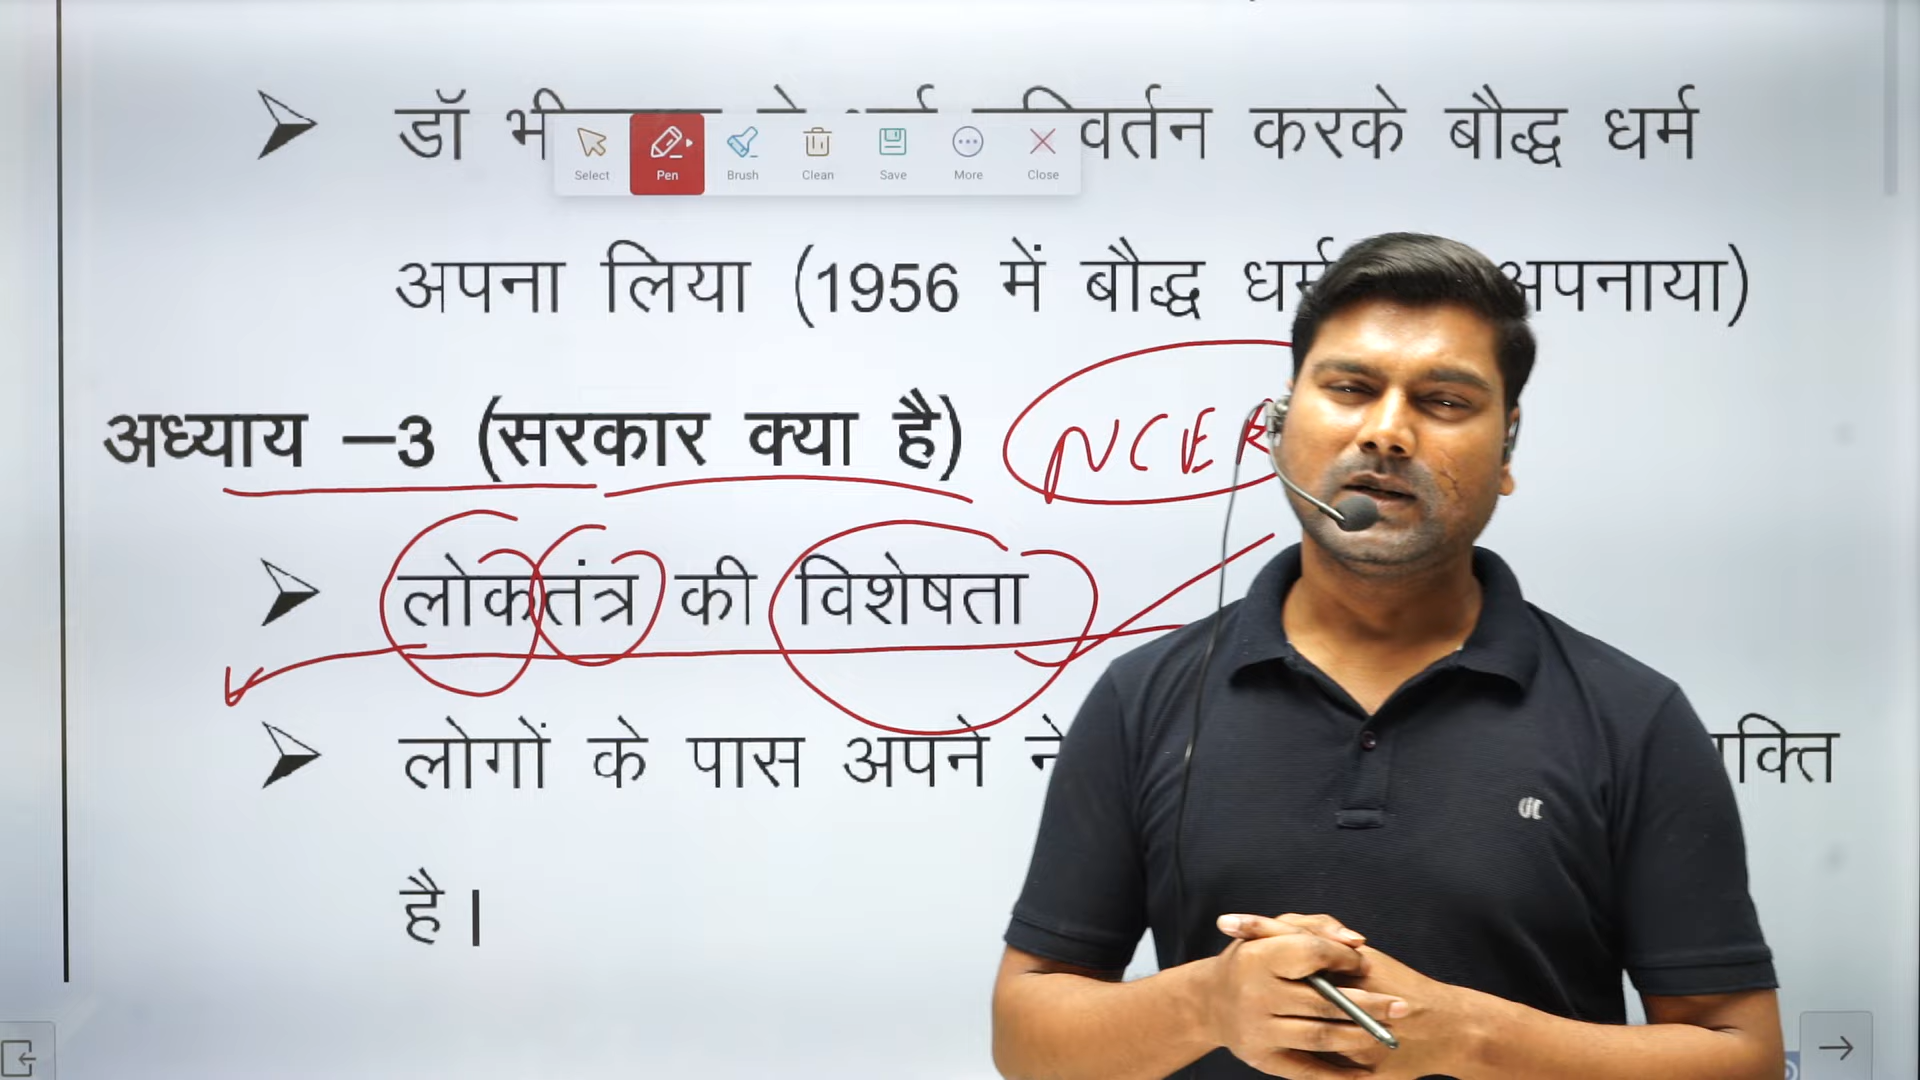 डॉ वर्तन करके बौद्ध धर्म
Select Pen Brush Clean Save More Close
अपना लिया (1956 में बौद्ध अपनाया)
अध्याय –3 (सरकार क्या है) NCER
लोकतंत्र की विशेषता
लोगों के पास अपने
है।